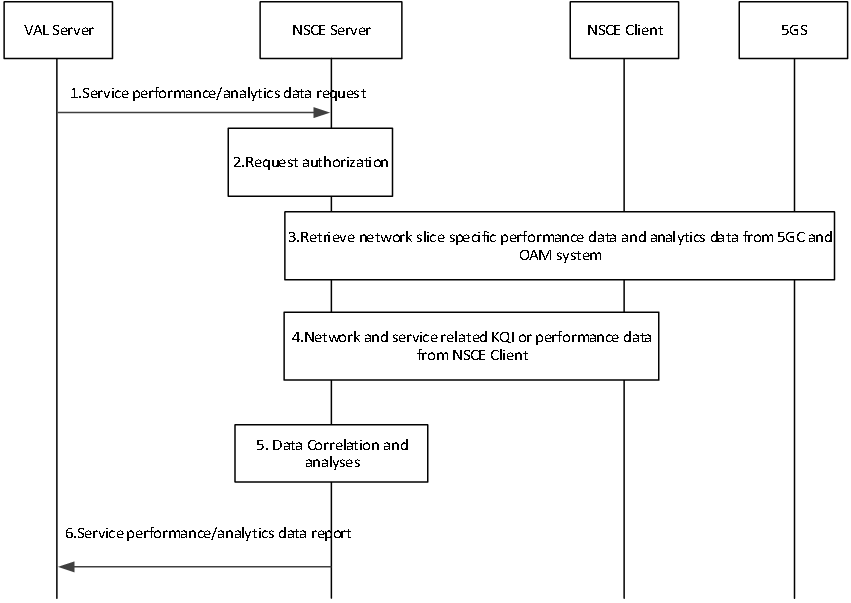 VAL Server
NSCE Server
NSCE Client
5GS
1.Service performance/analytics data request
2.Request authorization
3.Retrieve network slice specific performance data and analytics data from 5GC and
OAM system
4.Network and service related KQI or performance data
from NSCE Client
5. Data Correlation and
analyses
6.Service performance/analytics data report